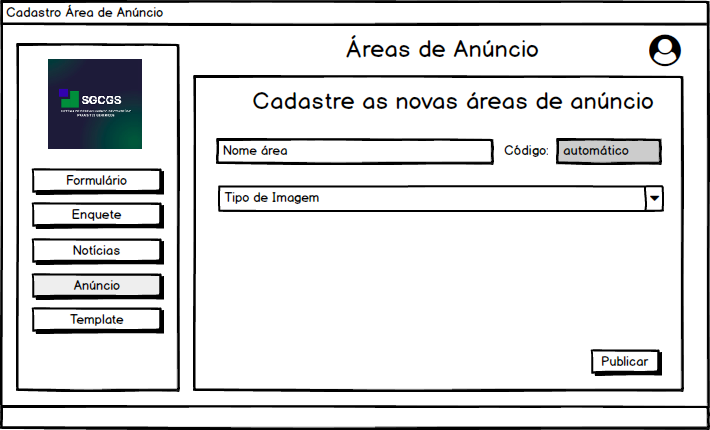 Cadastro Área de Anúncio
Áreas de Anúncio
SGCGS
Formulário
Enquete
Notícias
Anúncio
Template
Cadastre as novas áreas de anúncio
Nome área
Código:
automático
Tipo de Imagem
Publicar